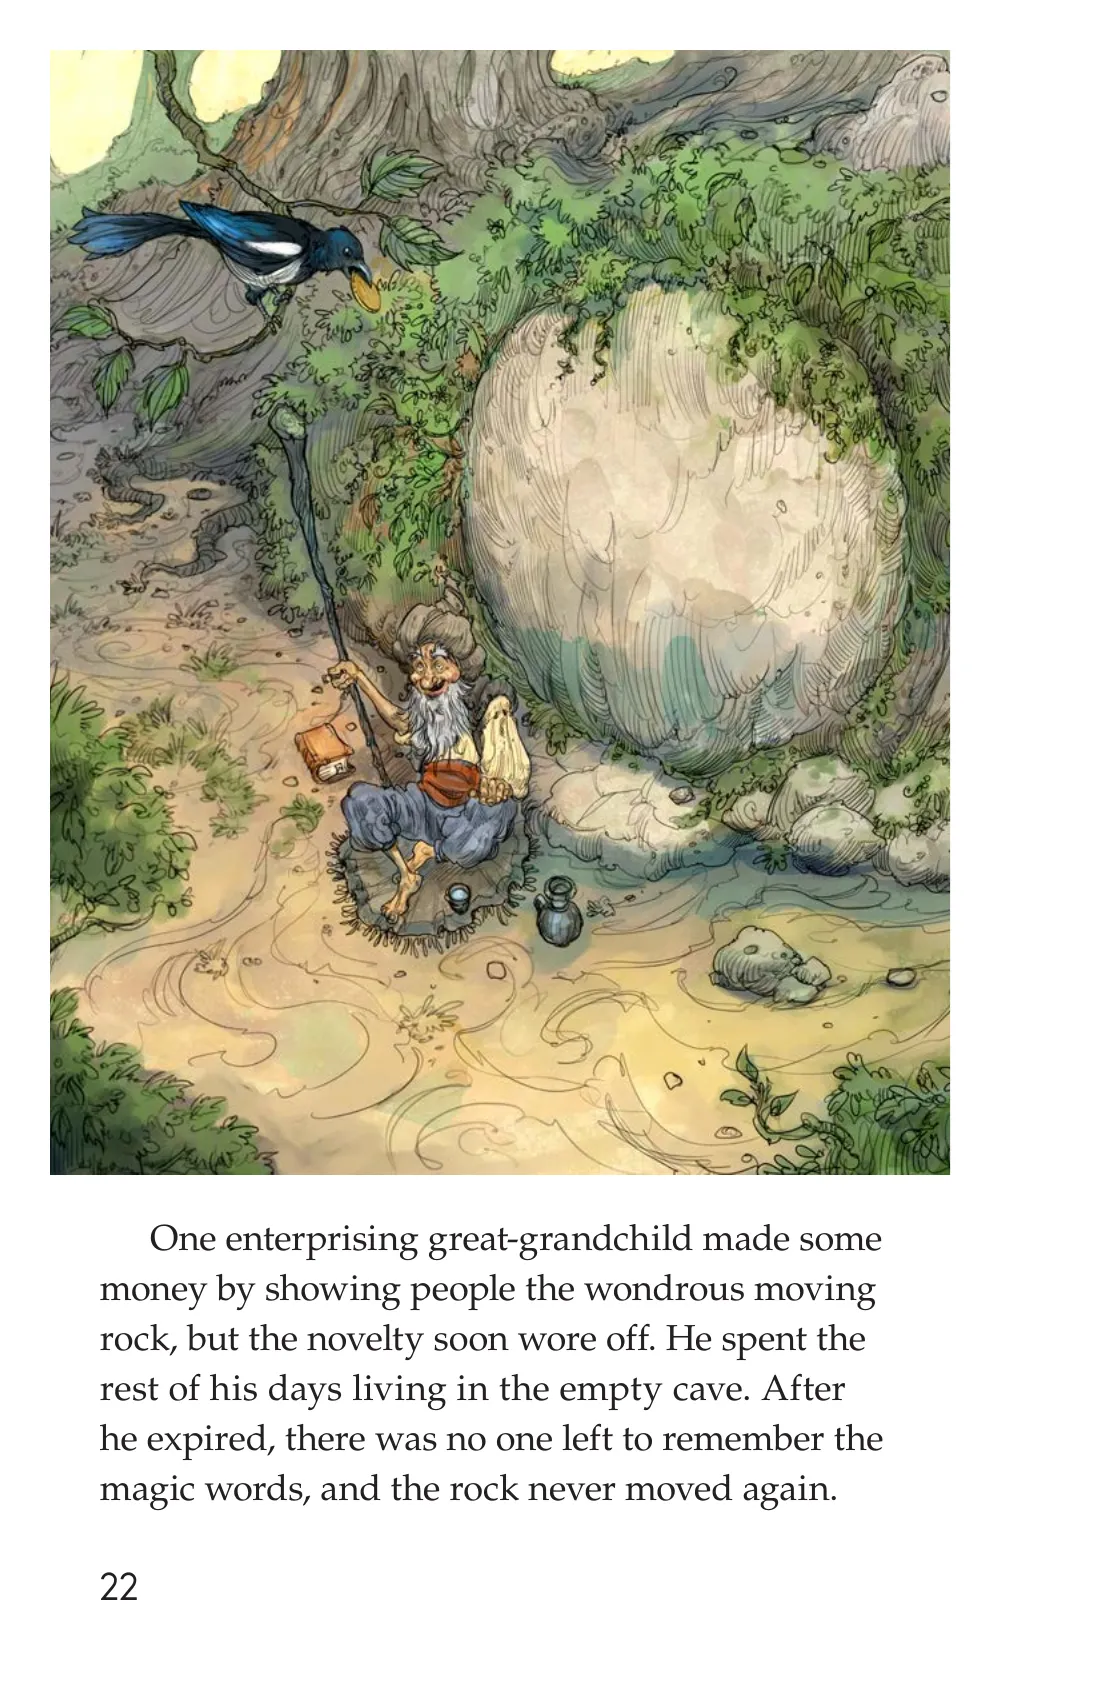 One enterprising great-grandchild made some
money by showing people the wondrous moving
rock, but the novelty soon wore off. He spent the
rest of his days living in the empty cave. After
he expired, there was no one left to remember the
magic words, and the rock never moved again.
22